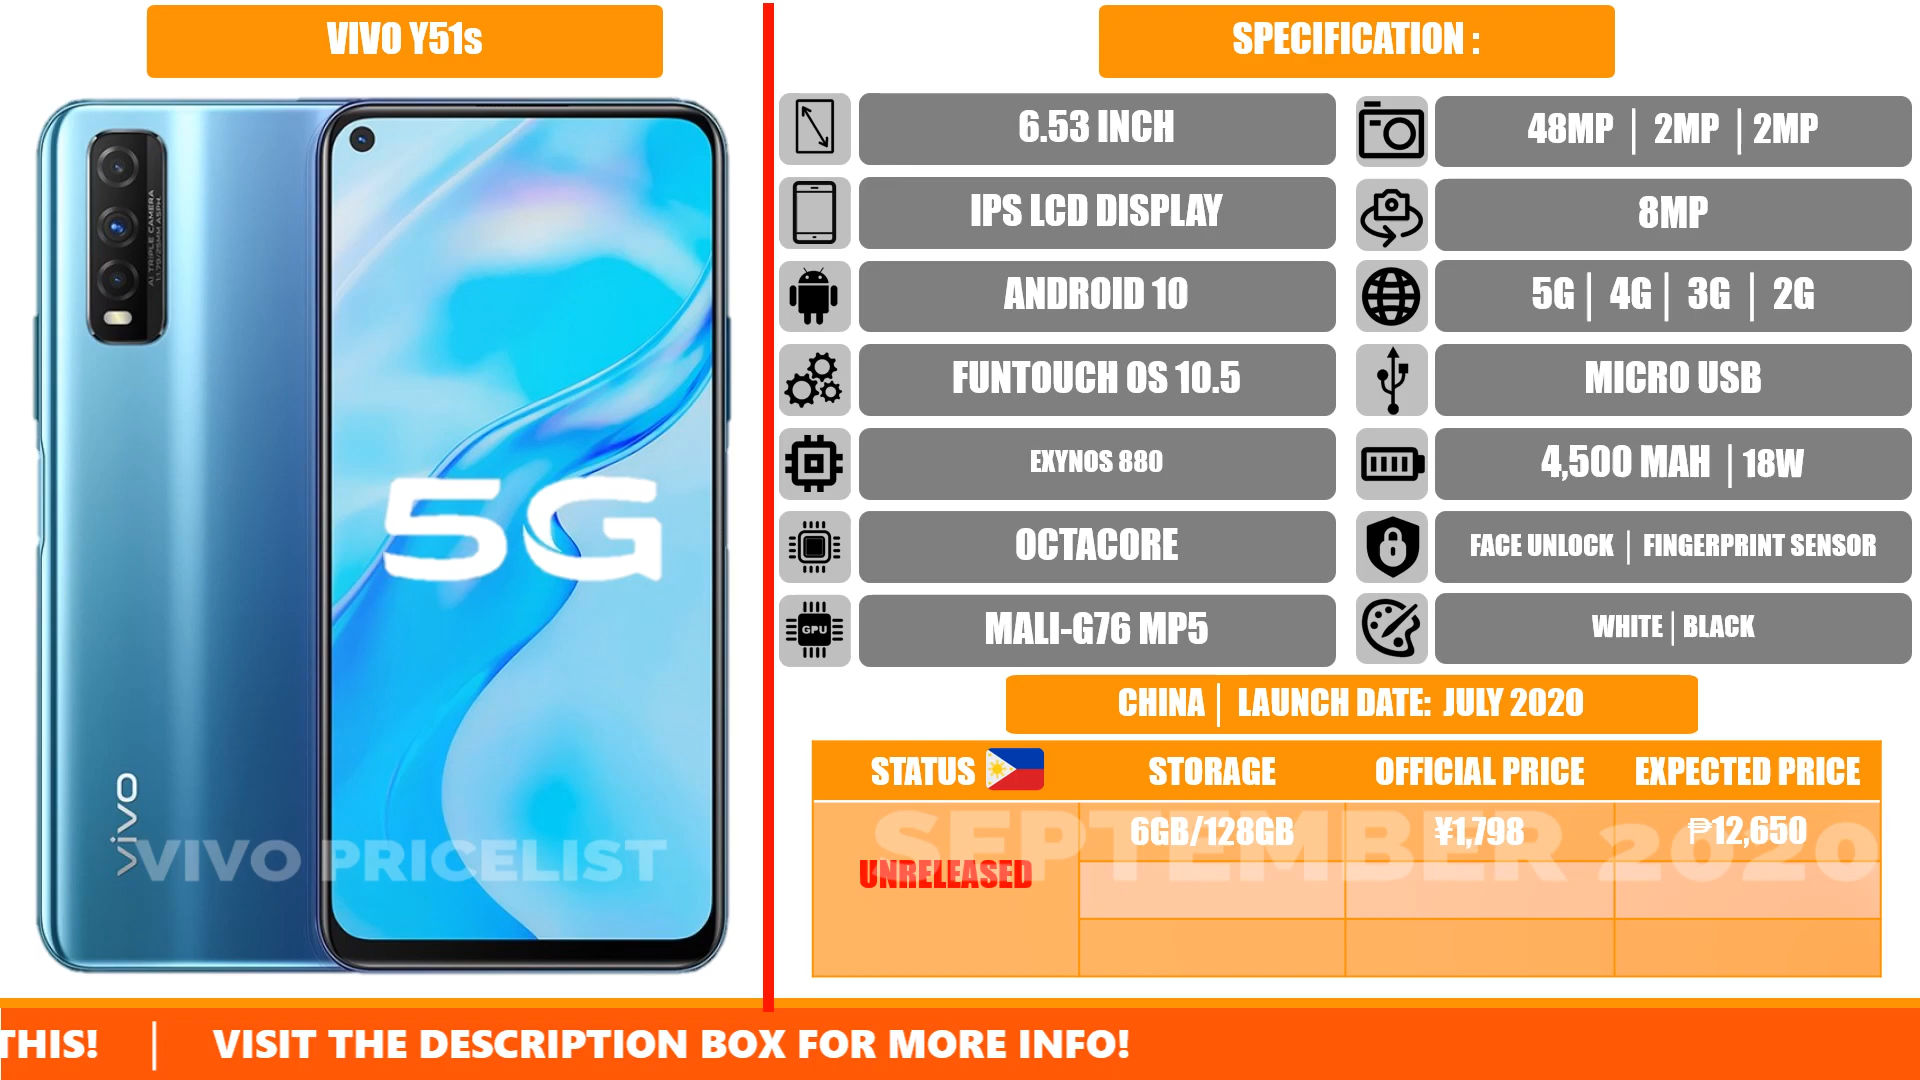 VIVO Y51s
SPECIFICATION :
AI TRIPLE CAMERA
5G
vivo
6.53 INCH
IPS LCD DISPLAY
ANDROID 10
FUNTOUCH OS 10.5
EXYNOS 880
OCTACORE
GPU
MALI-G76 MP5
48MP | 2MP | 2MP
8MP
5G | 4G | 3G | 2G
MICRO USB
4,500 MAH | 18W
FACE UNLOCK | FINGERPRINT SENSOR
WHITE | BLACK
CHINA | LAUNCH DATE: JULY 2020
STATUS STORAGE OFFICIAL PRICE EXPECTED PRICE
6GB/128GB ¥1,798 ₱12,650
UNRELEASED
VIVO PRICELIST SEPTEMBER 2020
THIS! | VISIT THE DESCRIPTION BOX FOR MORE INFO!